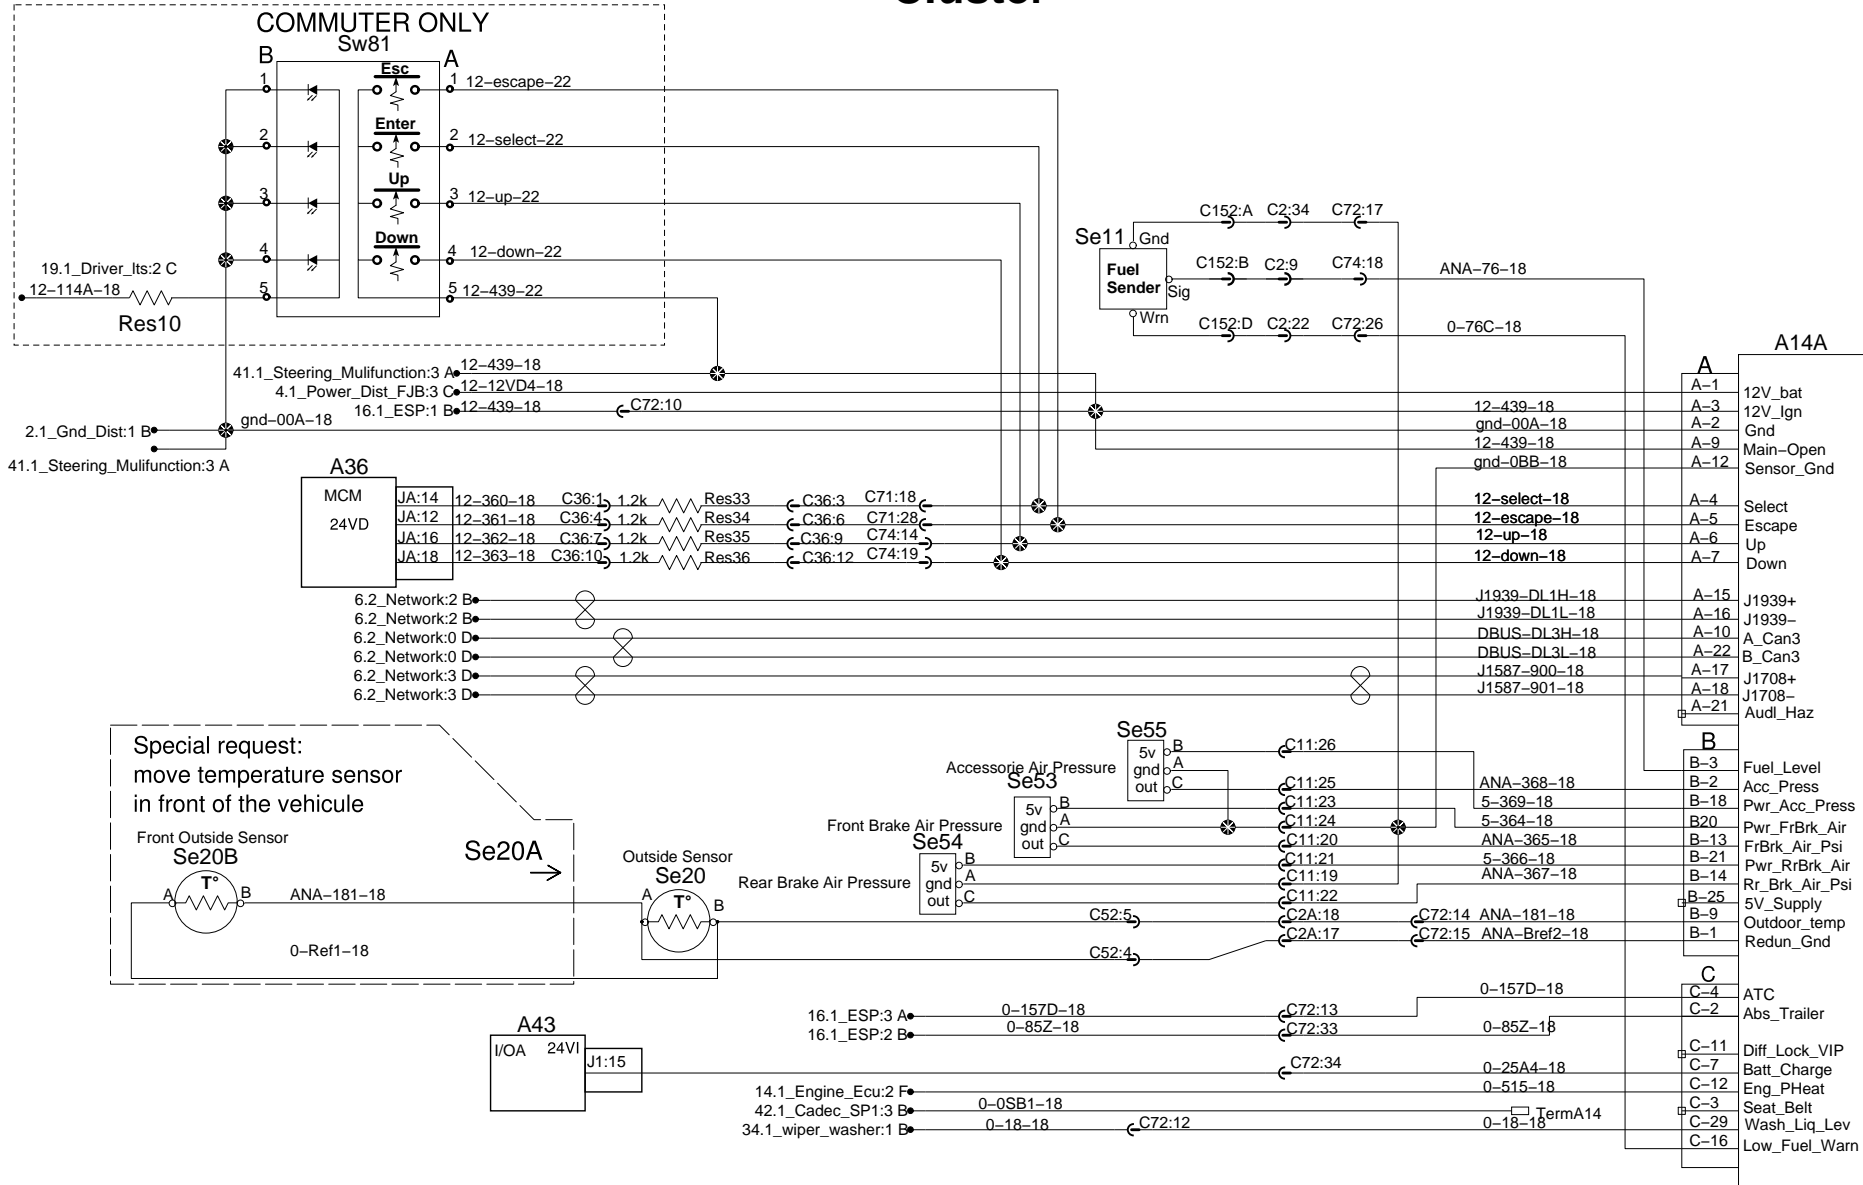 Cluster
COMMUTER ONLY
Sw81
B
A
Esc
1
1
12-escape-22
Enter
2
2
12-select-22
Up
3
3
12-up-22
Down
4
4
12-down-22
19.1_Driver_lts:2 C
12-114A-18
5
5
12-439-22
Res10
C152:A C2:34 C72:17
Se11
Gnd
Fuel
Sender
C152:B C2:9 C74:18 ANA-76-18
Sig
Wrn
C152:D C2:22 C72:26 0-76C-18
A14A
A
41.1_Steering_Mulifunction:3 A 12-439-18
4.1_Power_Dist_FJB:3 C 12-12VD4-18 A-1 12V_bat
16.1_ESP:1 B 12-439-18 C72:10 12-439-18 A-3 12V_Ign
2.1_Gnd_Dist:1 B gnd-00A-18 gnd-00A-18 A-2 Gnd
41.1_Steering_Mulifunction:3 A 12-439-18 A-9 Main-Open
gnd-0BB-18 A-12 Sensor_Gnd
A36
MCM
24VD
JA:14 12-360-18 C36:1 1.2k Res33 C36:3 C71:18 12-select-18 A-4 Select
JA:12 12-361-18 C36:4 1.2k Res34 C36:6 C71:28 12-escape-18 A-5 Escape
JA:16 12-362-18 C36:7 1.2k Res35 C36:9 C74:14 12-up-18 A-6 Up
JA:18 12-363-18 C36:10 1.2k Res36 C36:12 C74:19 12-down-18 A-7 Down
6.2_Network:2 B J1939-DL1H-18 A-15 J1939+
6.2_Network:2 B J1939-DL1L-18 A-16 J1939-
6.2_Network:0 D DBUS-DL3H-18 A-10 A_Can3
6.2_Network:0 D DBUS-DL3L-18 A-22 B_Can3
6.2_Network:3 D J1587-900-18 A-17 J1708+
6.2_Network:3 D J1587-901-18 A-18 J1708-
A-21 Audl_Haz
Special request:
move temperature sensor
in front of the vehicule
Front Outside Sensor
Se20B
T°
A
B
ANA-181-18
0-Ref1-18
Se20A
Outside Sensor
Se20
T°
A
B
Se55
Accessorie Air Pressure
5v B
gnd A
out C
Se53
Front Brake Air Pressure
5v B
gnd A
out C
Se54
Rear Brake Air Pressure
5v B
gnd A
out C
B
C11:26 B-3 Fuel_Level
C11:25 ANA-368-18 B-2 Acc_Press
C11:23 5-369-18 B-18 Pwr_Acc_Press
C11:24 5-364-18 B20 Pwr_FrBrk_Air
C11:20 ANA-365-18 B-13 FrBrk_Air_Psi
C11:21 5-366-18 B-21 Pwr_RrBrk_Air
C11:19 ANA-367-18 B-14 Rr_Brk_Air_Psi
C11:22 B-25 5V_Supply
C52:5 C2A:18 C72:14 ANA-181-18 B-9 Outdoor_temp
C52:4 C2A:17 C72:15 ANA-Bref2-18 B-1 Redun_Gnd
C
16.1_ESP:3 A 0-157D-18 C72:13 0-157D-18 C-4 ATC
16.1_ESP:2 B 0-85Z-18 C72:33 0-85Z-18 C-2 Abs_Trailer
C-11 Diff_Lock_VIP
A43
I/OA 24VI
J1:15 C72:34 0-25A4-18 C-7 Batt_Charge
14.1_Engine_Ecu:2 F 0-515-18 C-12 Eng_PHeat
42.1_Cadec_SP1:3 B 0-0SB1-18 TermA14 C-3 Seat_Belt
34.1_wiper_washer:1 B 0-18-18 C72:12 0-18-18 C-29 Wash_Liq_Lev
C-16 Low_Fuel_Warn